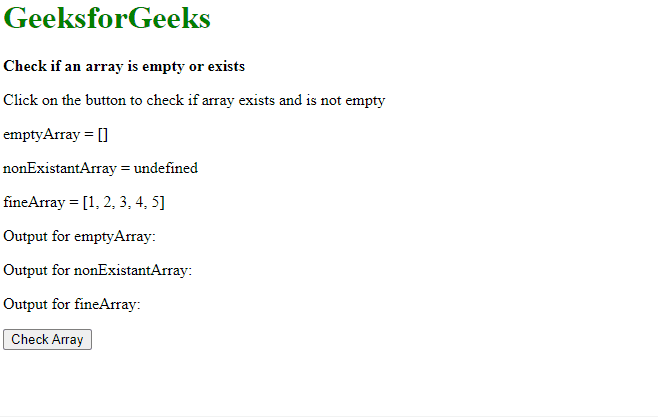 GeeksforGeeks
Check if an array is empty or exists
Click on the button to check if array exists and is not empty
emptyArray = []
nonExistantArray = undefined
fineArray = [1, 2, 3, 4, 5]
Output for emptyArray:
Output for nonExistantArray:
Output for fineArray:
Check Array